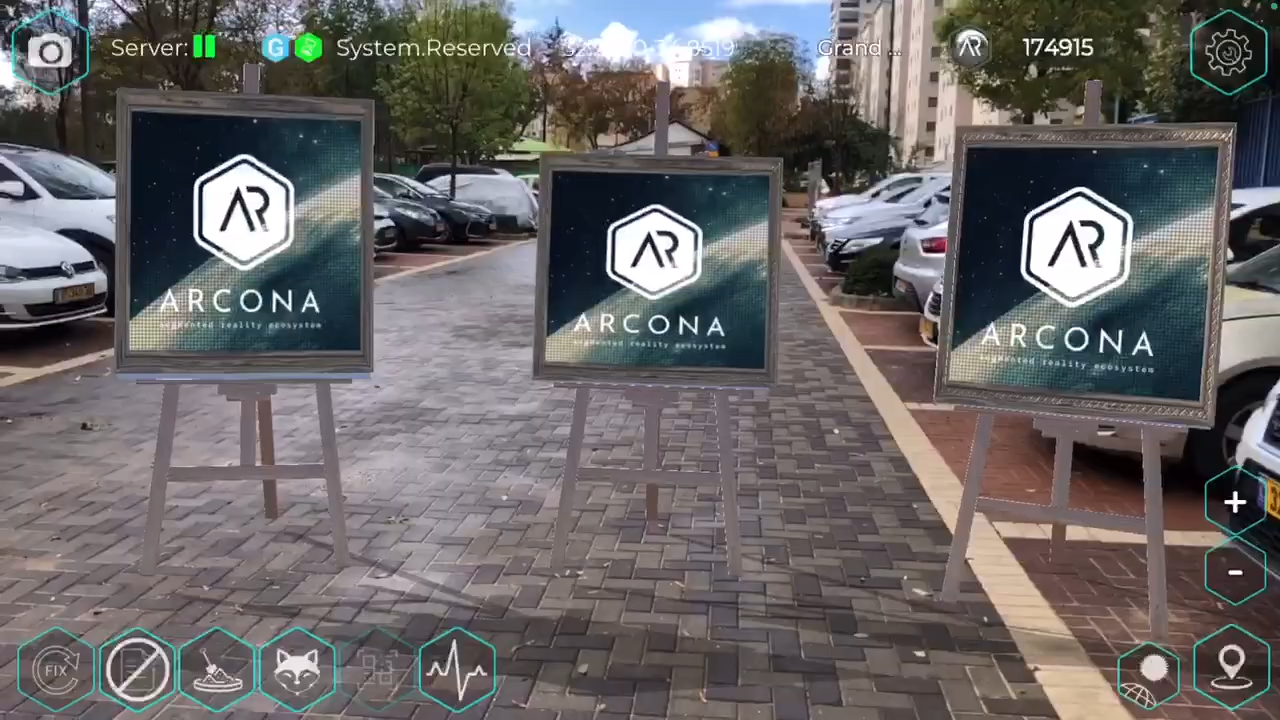 Server:
G
System.Reserved
Grand ...
AR
174915
AR
ARCONA
augmented reality ecosystem
AR
ARCONA
augmented reality ecosystem
AR
ARCONA
augmented reality ecosystem
+
-
FIX